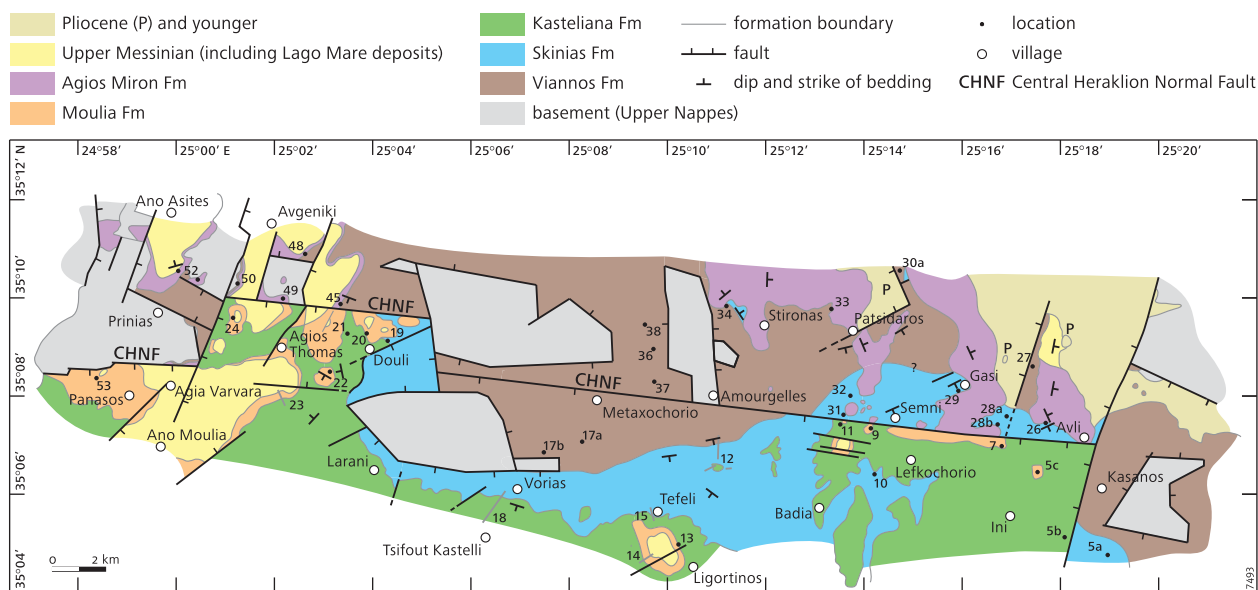 Pliocene (P) and younger
Upper Messinian (including Lago Mare deposits)
Agios Miron Fm
Moulia Fm
Kasteliana Fm
Skinias Fm
Viannos Fm
basement (Upper Nappes)
formation boundary
fault
dip and strike of bedding
location
village
CHNF Central Heraklion Normal Fault
N
24°58' 25°00' E 25°02' 25°04' 25°06' 25°08' 25°10' 25°12' 25°14' 25°16' 25°18' 25°20'
35°12'
35°10'
35°08'
35°06'
35°04'
Ano Asites
Avgeniki
48
52
50
49
45
CHNF
30a
P
33
34
Stironas
Patsidaros
P
Prinias
24
21
20
19
Agios
Thomas
Douli
38
36
37
P
27
CHNF
53
Panasos
Agia Varvara
22
23
CHNF
Metaxochorio
Amourgelles
?
Gasi
32
29
31
Semni
28a
28b
26
Avli
Ano Moulia
11
9
7
17a
17b
12
Larani
Vorias
10
Lefkochorio
5c
Kasanos
18
Tefeli
15
Badia
Ini
5b
5a
Tsifout Kastelli
14
13
Ligortinos
0 2 km
7493